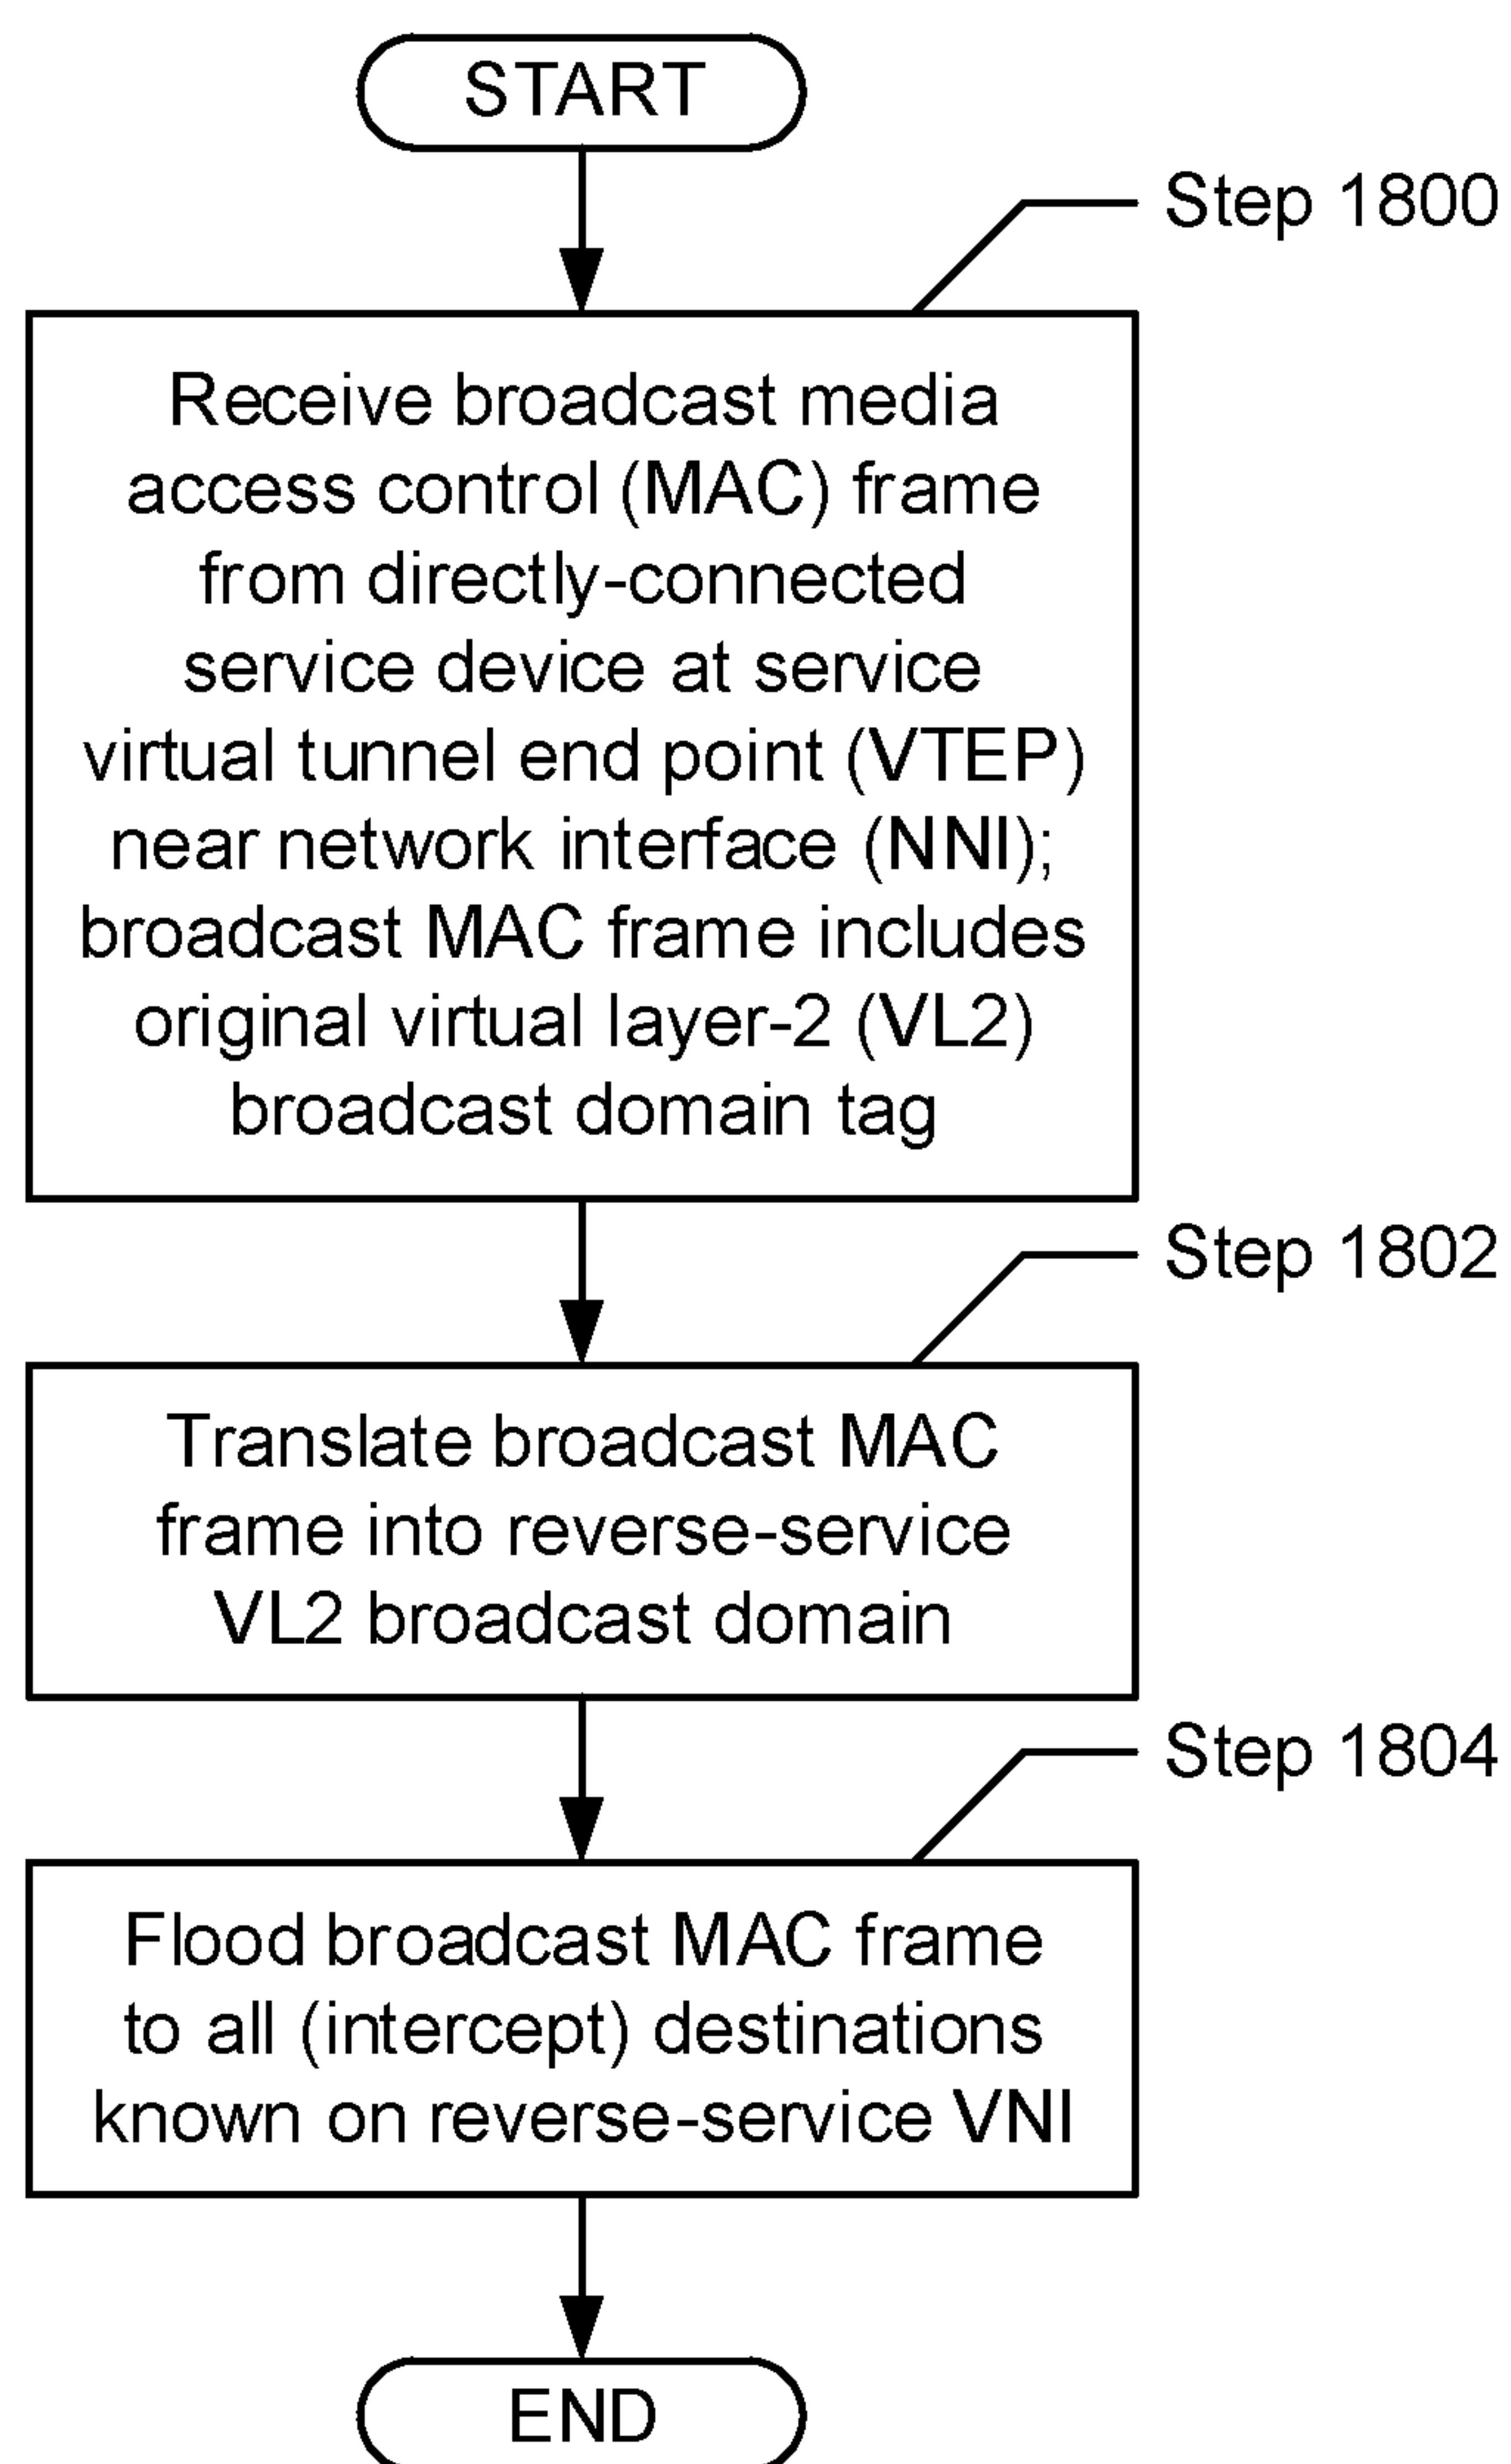 START
Step 1800
Receive broadcast media
access control (MAC) frame
from directly-connected
service device at service
virtual tunnel end point (VTEP)
near network interface (NNI);
broadcast MAC frame includes
original virtual layer-2 (VL2)
broadcast domain tag
Step 1802
Translate broadcast MAC
frame into reverse-service
VL2 broadcast domain
Step 1804
Flood broadcast MAC frame
to all (intercept) destinations
known on reverse-service VNI
END